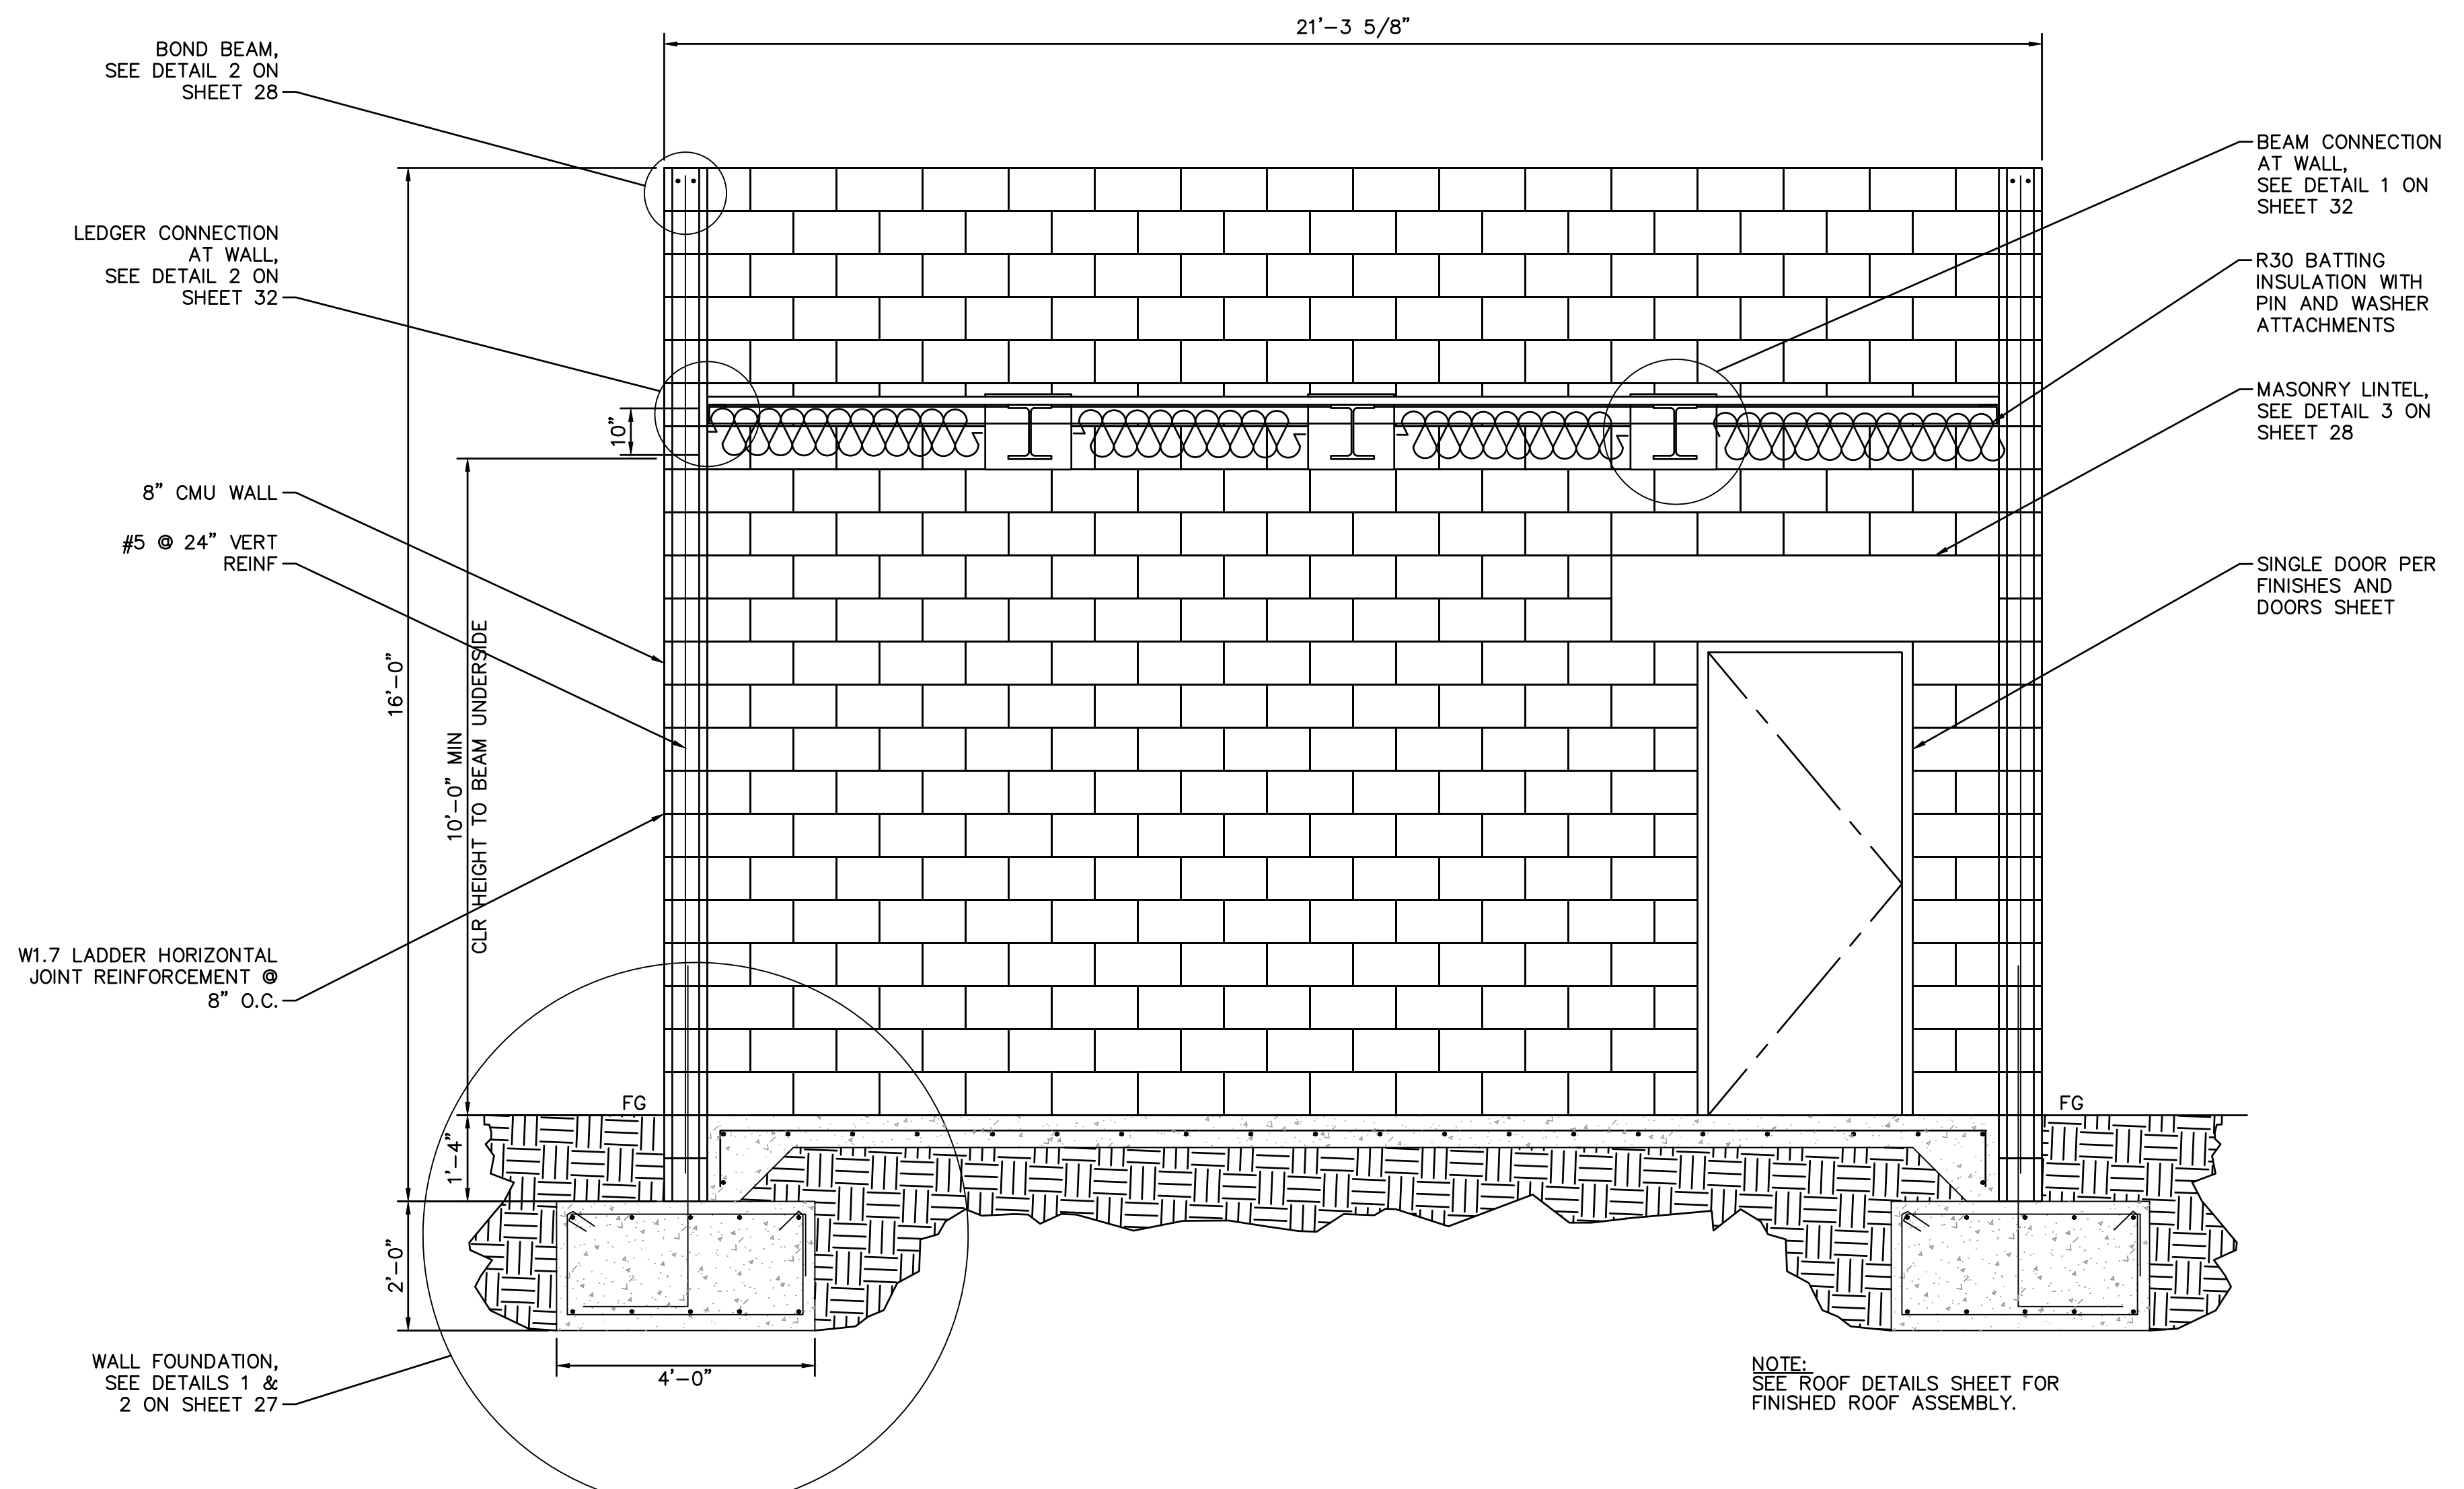 21'-3 5/8"
BOND BEAM,
SEE DETAIL 2 ON
SHEET 28
LEDGER CONNECTION
AT WALL,
SEE DETAIL 2 ON
SHEET 32
8" CMU WALL
#5 @ 24" VERT
REINF
W1.7 LADDER HORIZONTAL
JOINT REINFORCEMENT @
8" O.C.
WALL FOUNDATION,
SEE DETAILS 1 &
2 ON SHEET 27
16'-0"
10'-0" MIN
CLR HEIGHT TO BEAM UNDERSIDE
10"
1'-4"
2'-0"
4'-0"
FG
FG
BEAM CONNECTION
AT WALL,
SEE DETAIL 1 ON
SHEET 32
R30 BATTING
INSULATION WITH
PIN AND WASHER
ATTACHMENTS
MASONRY LINTEL,
SEE DETAIL 3 ON
SHEET 28
SINGLE DOOR PER
FINISHES AND
DOORS SHEET
NOTE:
SEE ROOF DETAILS SHEET FOR
FINISHED ROOF ASSEMBLY.